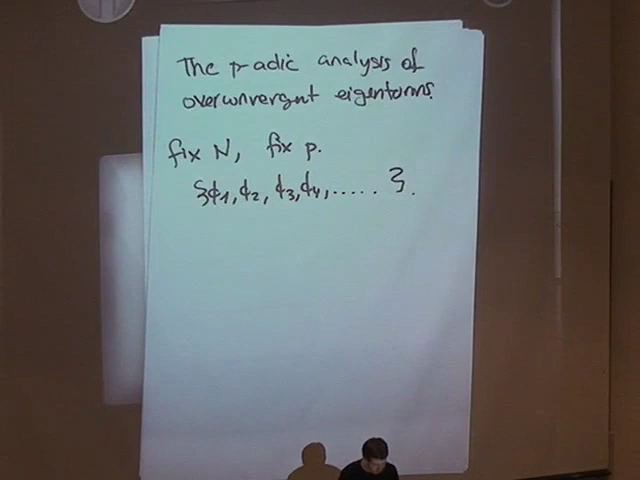 The p-adic analysis of
overconvergent eigenforms.
fix N, fix p.
{ϕ1, ϕ2, ϕ3, ϕ4, ..... }.